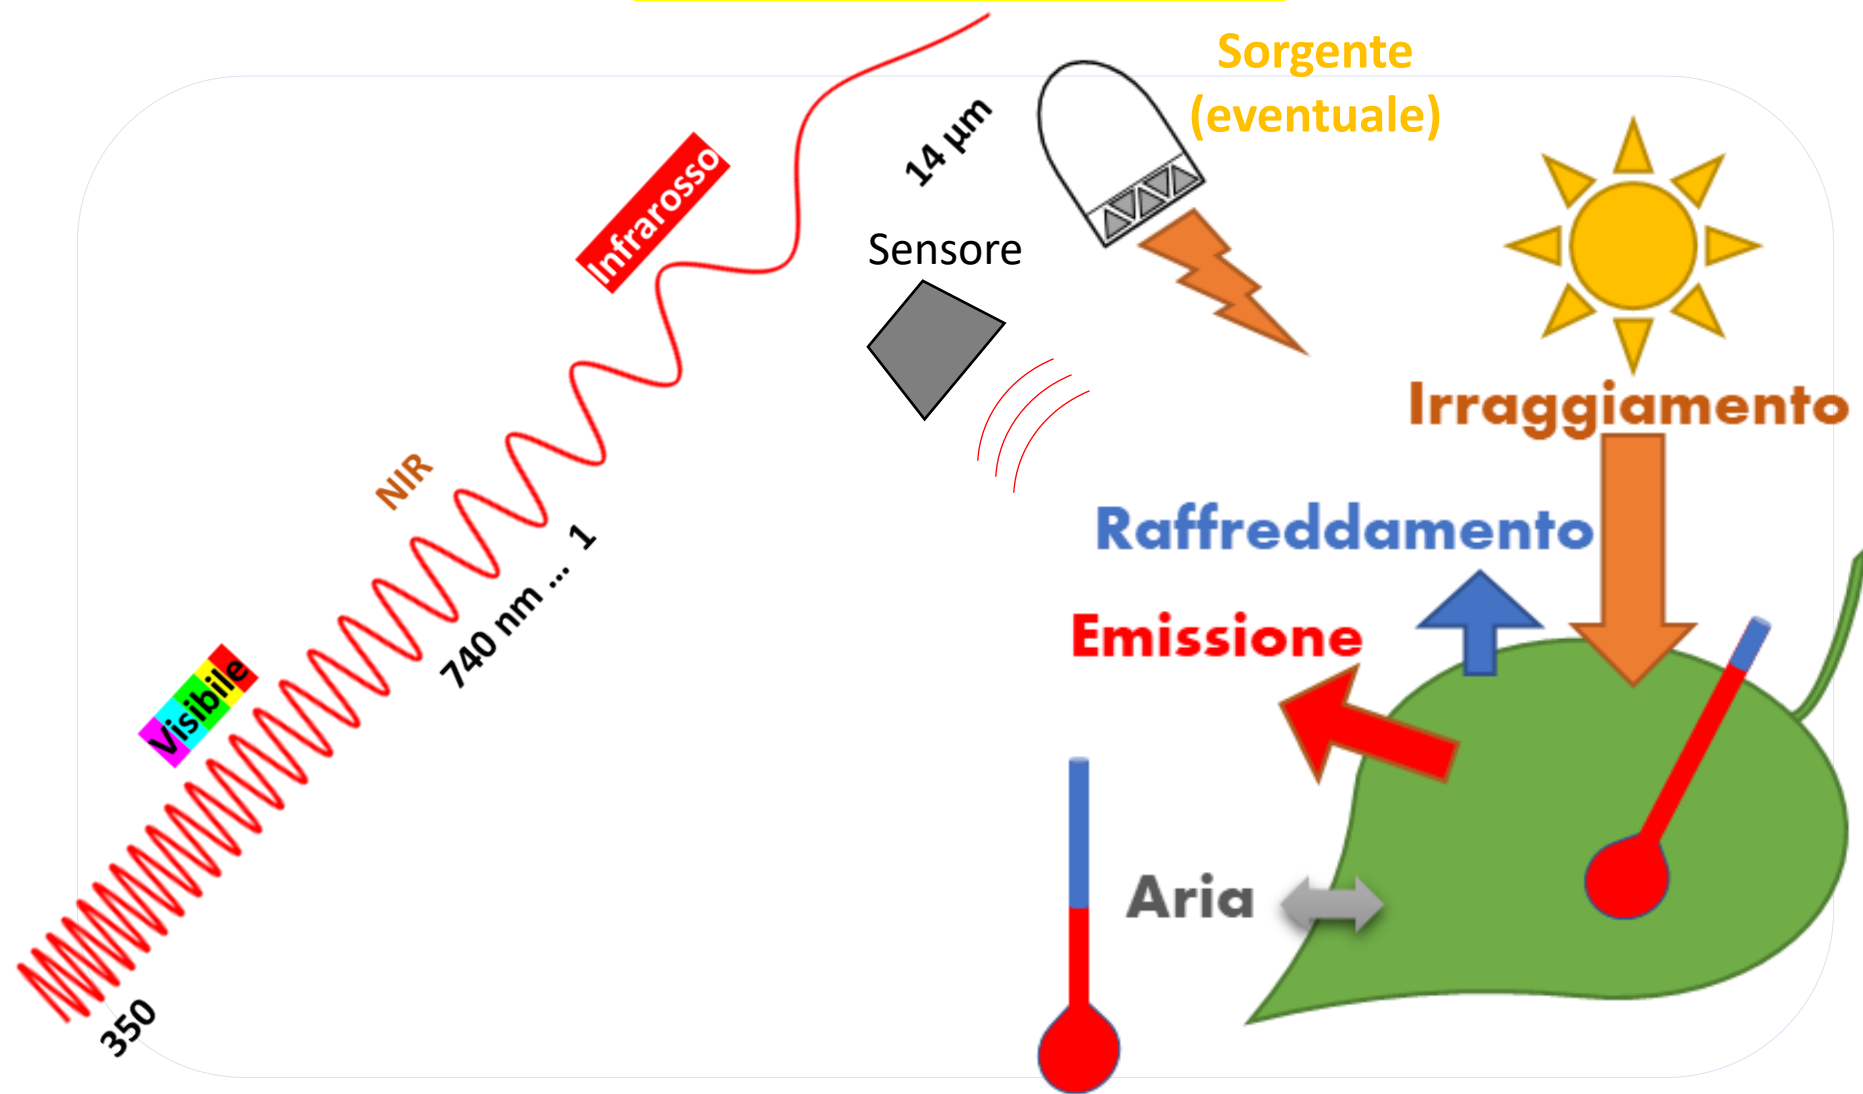 Sorgente
(eventuale)
14 µm
Infrarosso
Sensore
Irraggiamento
NIR
Raffreddamento
740 nm ... 1
Emissione
Visibile
Aria
350